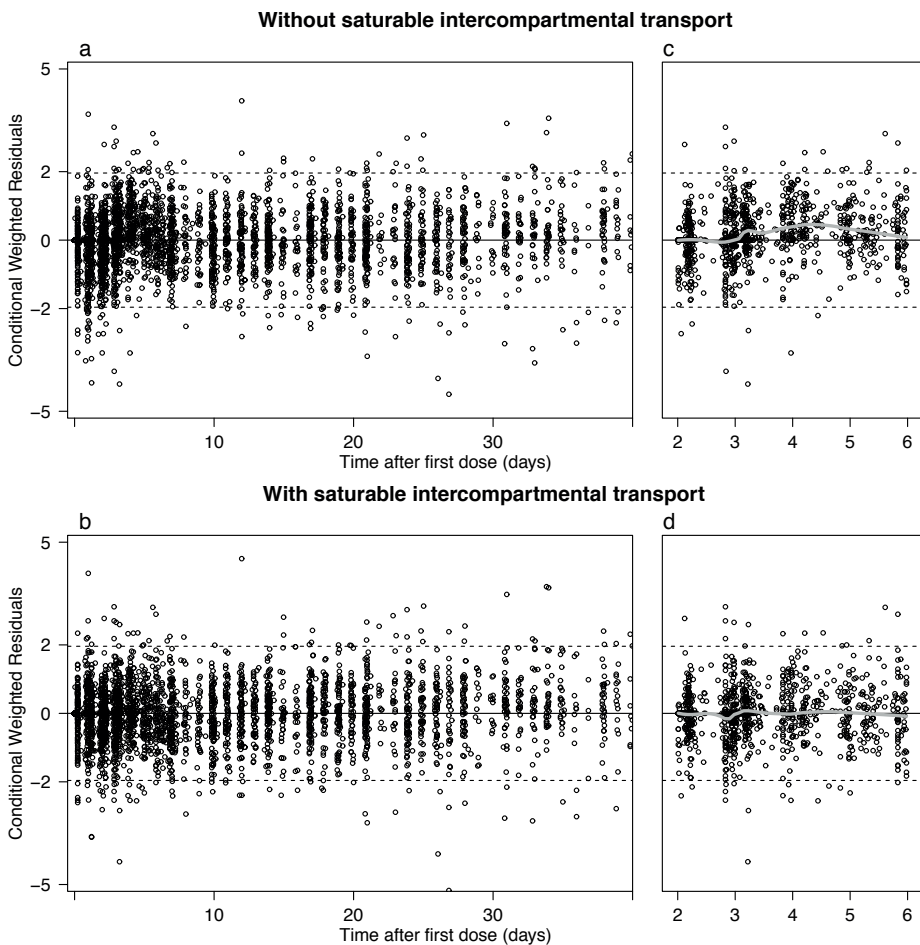 Without saturable intercompartmental transport
a
c
5
2
0
−2
−5
Conditional Weighted Residuals
10 20 30
2 3 4 5 6
Time after first dose (days)
With saturable intercompartmental transport
b
d
5
2
0
−2
−5
Conditional Weighted Residuals
10 20 30
2 3 4 5 6
Time after first dose (days)